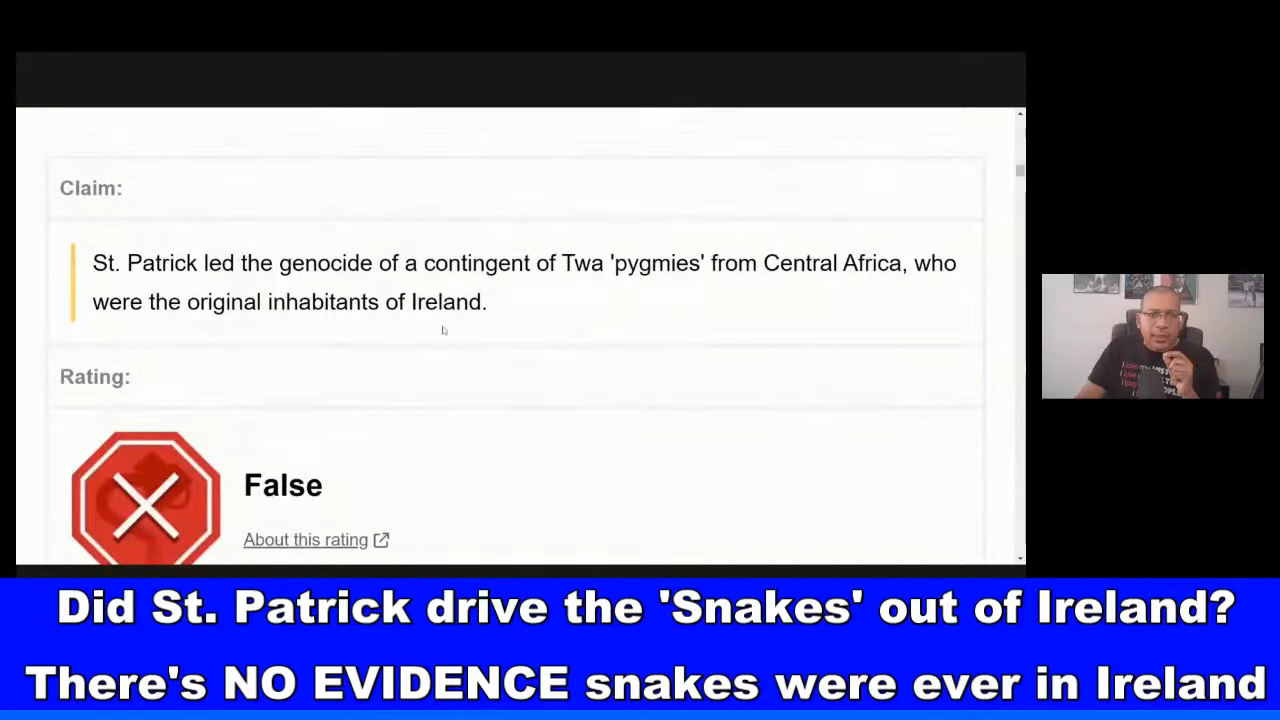 Claim:
St. Patrick led the genocide of a contingent of Twa 'pygmies' from Central Africa, who
were the original inhabitants of Ireland.
Rating:
False
About this rating
Did St. Patrick drive the 'Snakes' out of Ireland?
There's NO EVIDENCE snakes were ever in Ireland